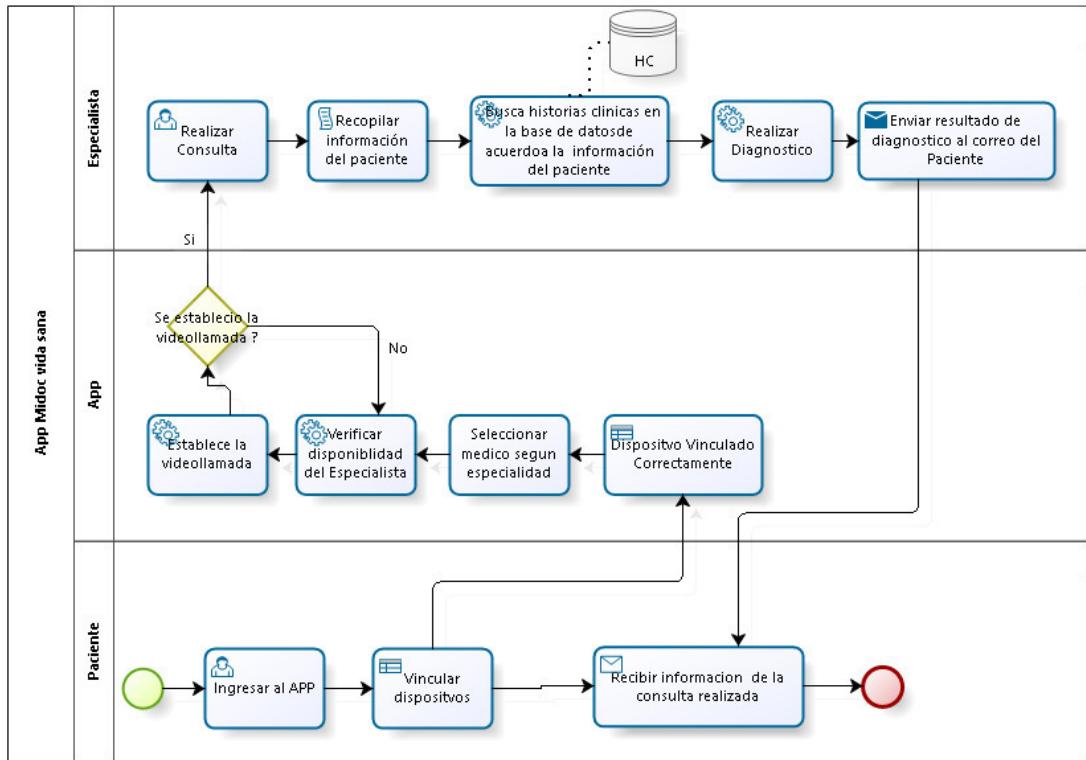 App Midoc vida sana
Especialista
HC
Realizar
Consulta
Recopilar
información
del paciente
Busca historias clinicas en
la base de datosde
acuerdoa la información
del paciente
Realizar
Diagnostico
Enviar resultado de
diagnostico al correo del
Paciente
Si
App
Se establecio la
videollamada ?
No
Establece la
videollamada
Verificar
disponiblidad
del Especialista
Seleccionar
medico segun
especialidad
Dispositvo Vinculado
Correctamente
Paciente
Ingresar al APP
Vincular
dispositvos
Recibir informacion de la
consulta realizada